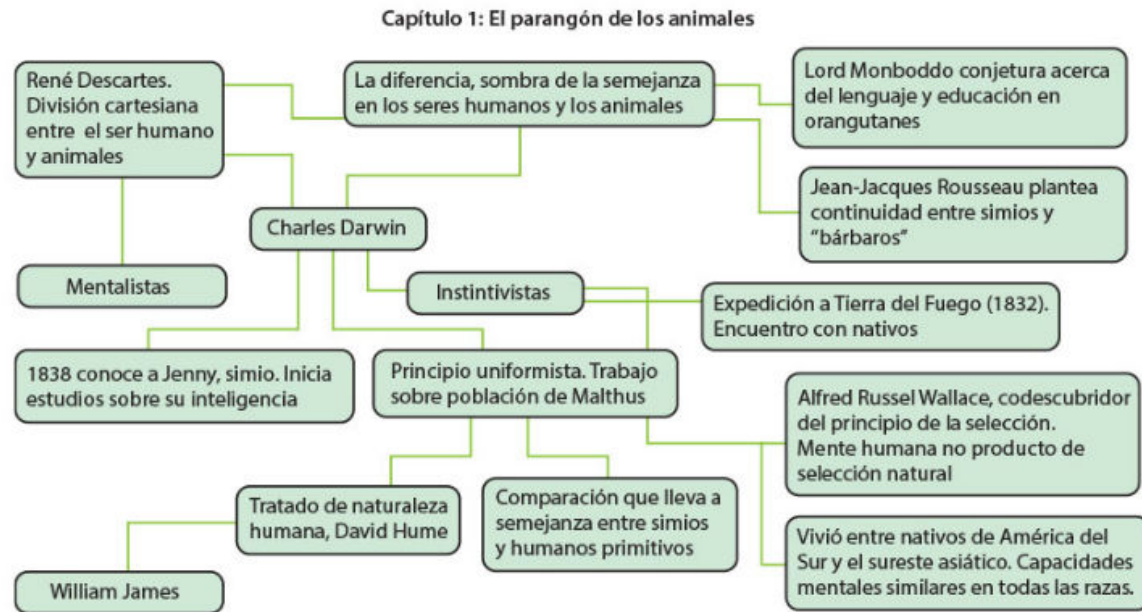 Capítulo 1: El parangón de los animales
René Descartes.
División cartesiana
entre el ser humano
y animales
La diferencia, sombra de la semejanza
en los seres humanos y los animales
Lord Monboddo conjetura acerca
del lenguaje y educación en
orangutanes
Jean-Jacques Rousseau plantea
continuidad entre simios y
“bárbaros”
Charles Darwin
Mentalistas
Instintivistas
Expedición a Tierra del Fuego (1832).
Encuentro con nativos
1838 conoce a Jenny, simio. Inicia
estudios sobre su inteligencia
Principio uniformista. Trabajo
sobre población de Malthus
Alfred Russel Wallace, codescubridor
del principio de la selección.
Mente humana no producto de
selección natural
Tratado de naturaleza
humana, David Hume
Comparación que lleva a
semejanza entre simios
y humanos primitivos
Vivió entre nativos de América del
Sur y el sureste asiático. Capacidades
mentales similares en todas las razas.
William James